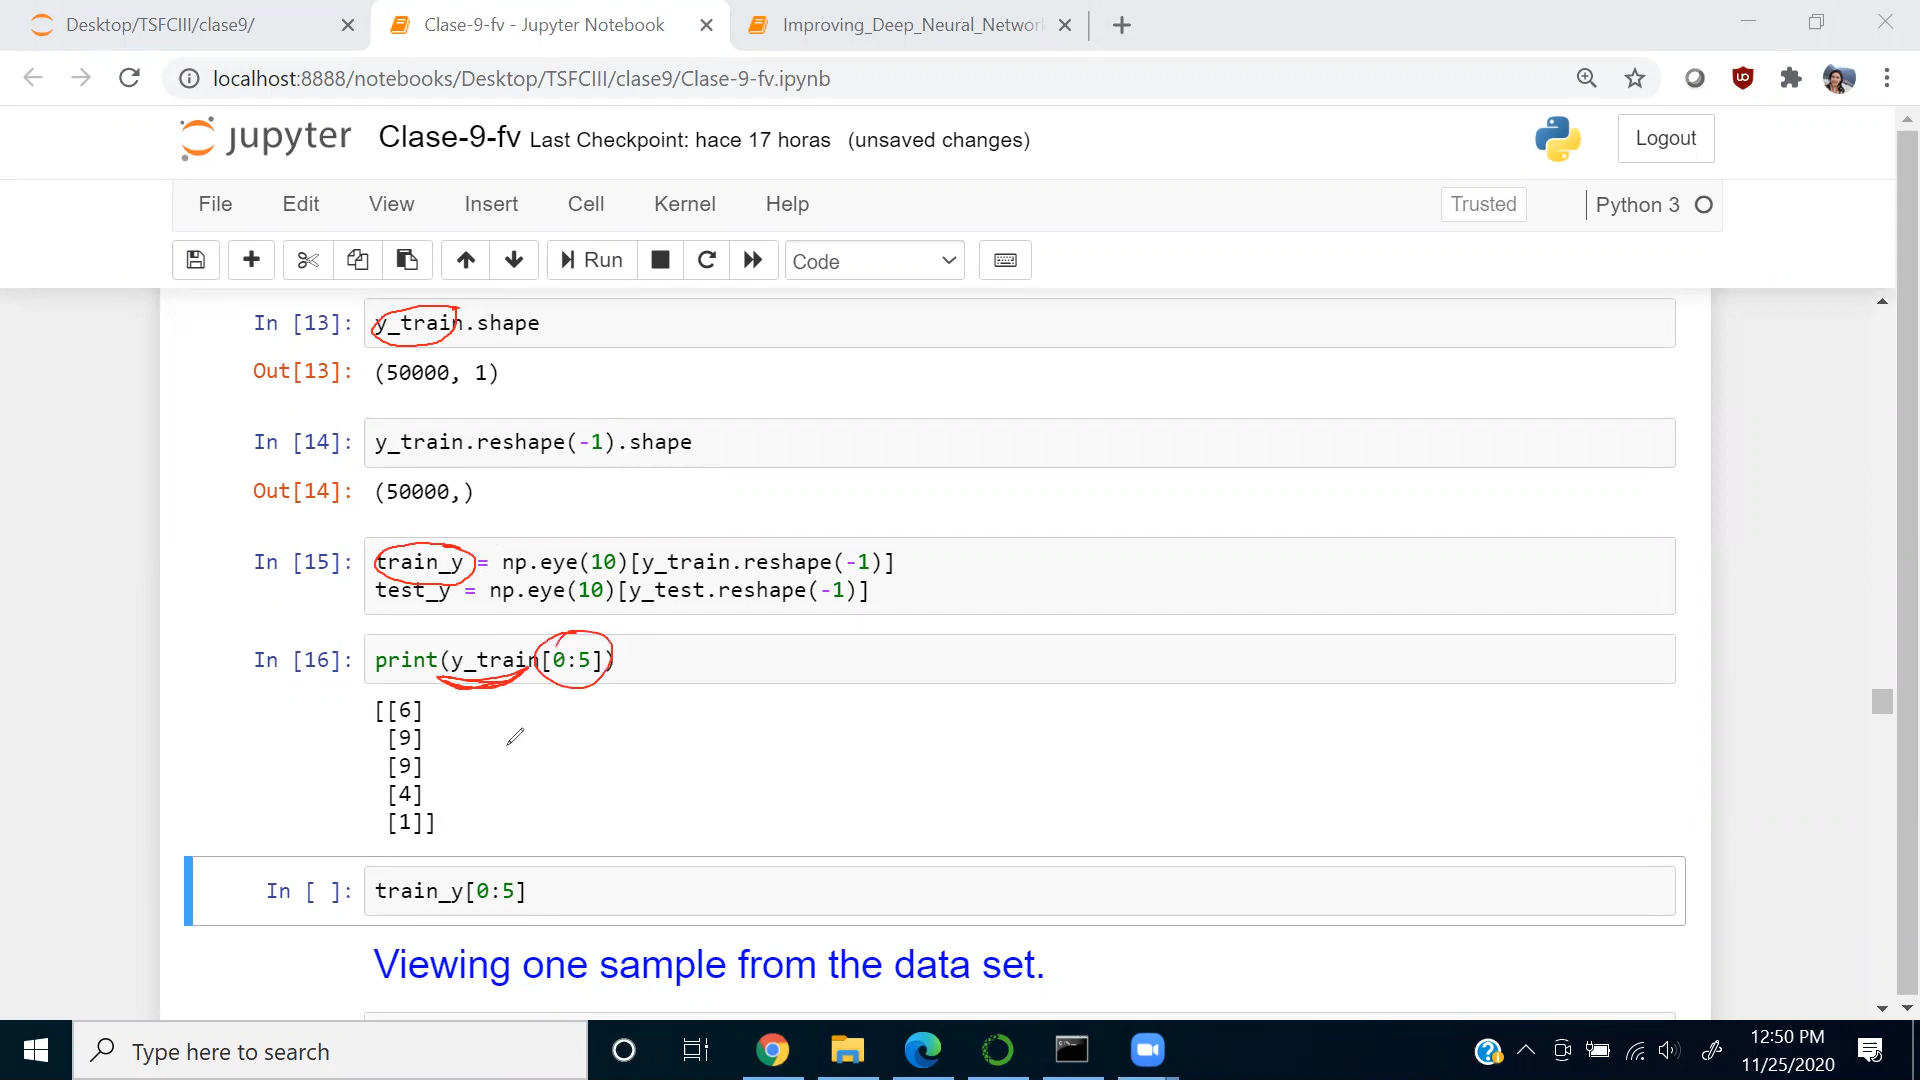 Desktop/TSFCIII/clase9/
Clase-9-fv - Jupyter Notebook
Improving_Deep_Neural_Network
localhost:8888/notebooks/Desktop/TSFCIII/clase9/Clase-9-fv.ipynb
jupyter Clase-9-fv Last Checkpoint: hace 17 horas (unsaved changes)
Logout
File Edit View Insert Cell Kernel Help
Trusted
Python 3
Run
Code
In [13]: y_train.shape
Out[13]: (50000, 1)
In [14]: y_train.reshape(-1).shape
Out[14]: (50000,)
In [15]: train_y = np.eye(10)[y_train.reshape(-1)]
test_y = np.eye(10)[y_test.reshape(-1)]
In [16]: print(y_train[0:5])
[[6]
[9]
[9]
[4]
[1]]
In [ ]: train_y[0:5]
Viewing one sample from the data set.
Type here to search
12:50 PM
11/25/2020